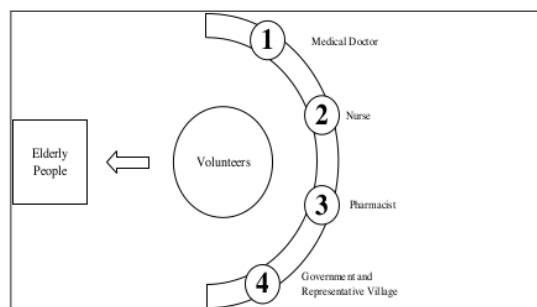 1
Medical Doctor
2
Nurse
Elderly
People
Volunteers
3
Pharmacist
4
Government and
Representative Village